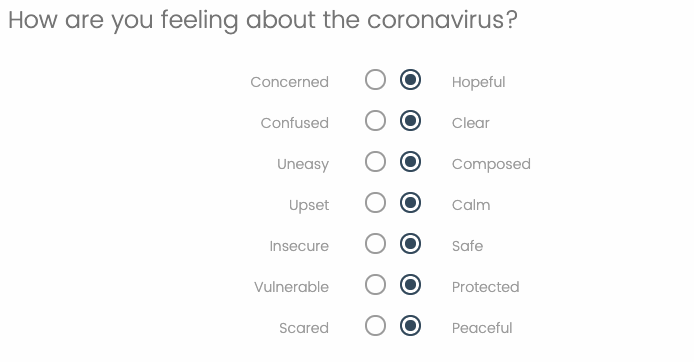 How are you feeling about the coronavirus?
Concerned Hopeful
Confused Clear
Uneasy Composed
Upset Calm
Insecure Safe
Vulnerable Protected
Scared Peaceful